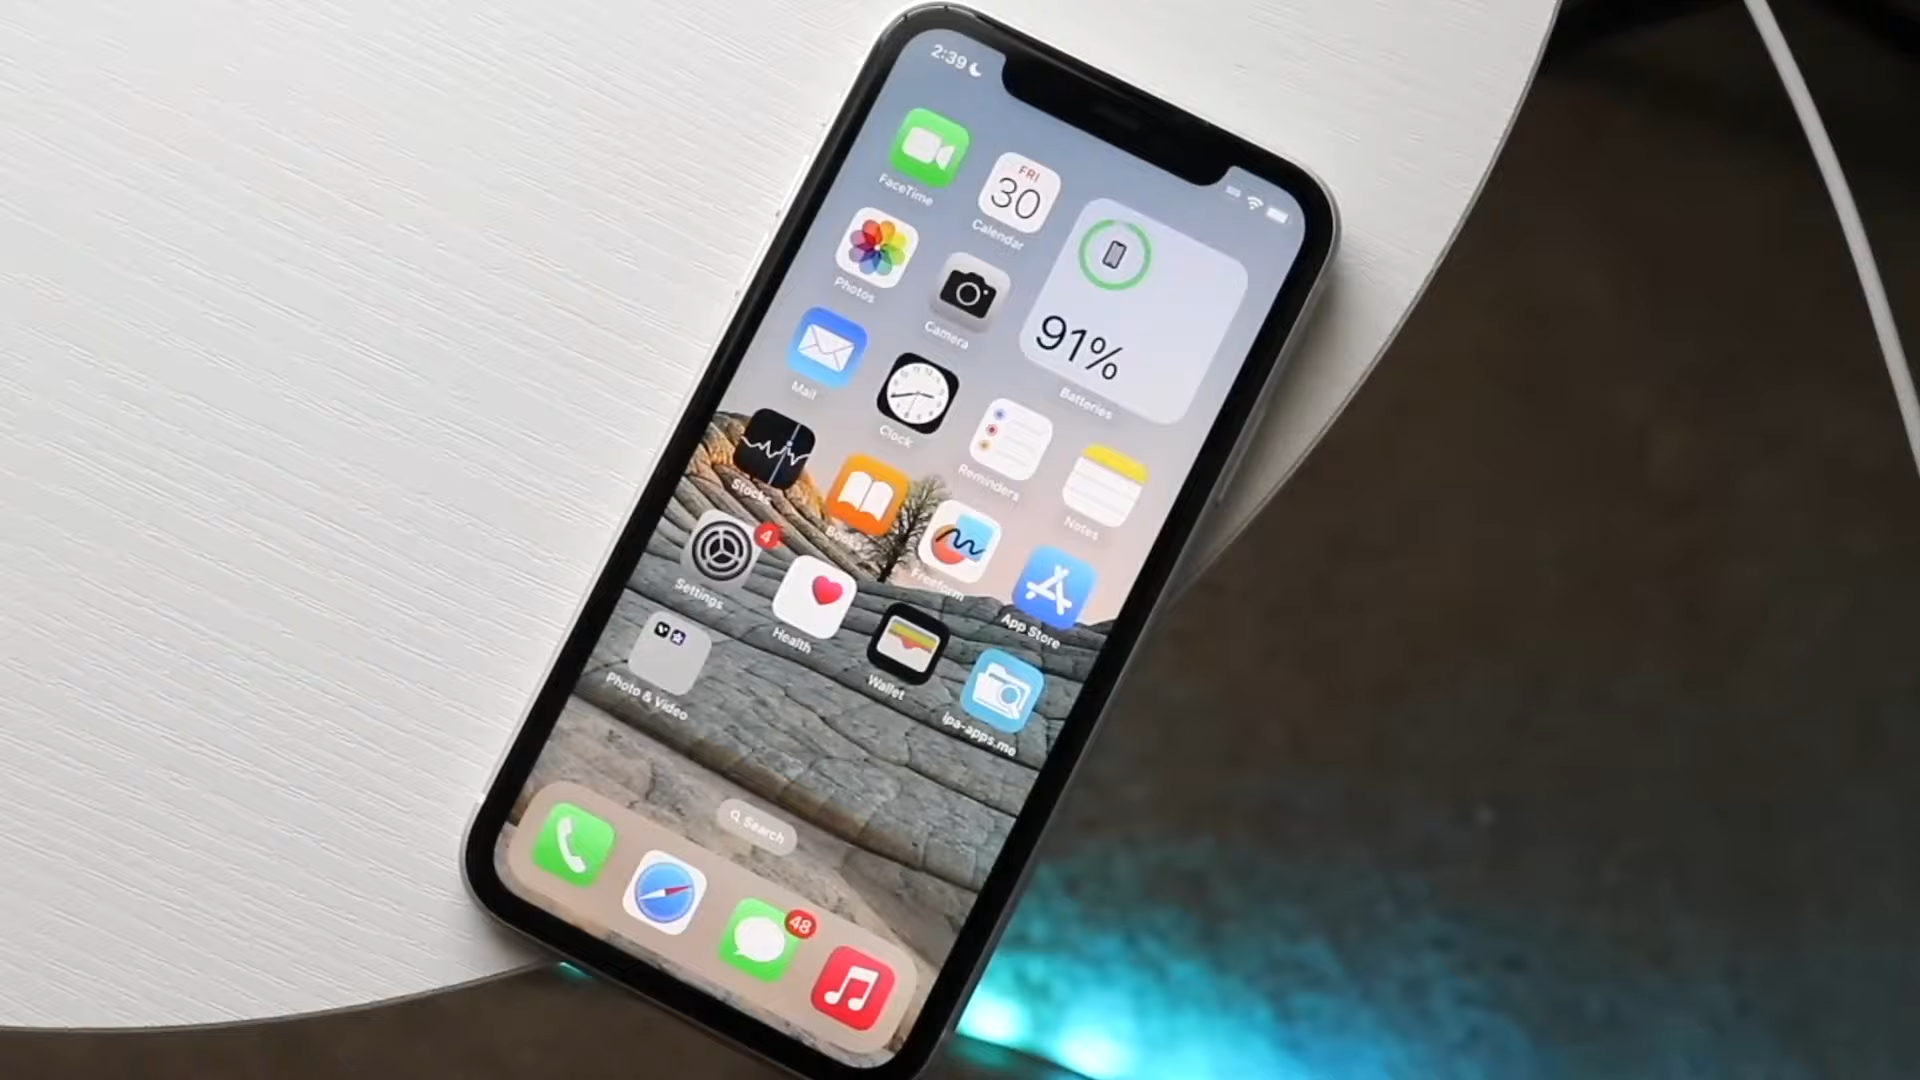 2:39
FaceTime
FRI
30
Calendar
Photos
Camera
91%
Batteries
Mail
Clock
Reminders
Notes
Stocks
Books
Freeform
App Store
4
Settings
Health
Wallet
ipa-apps.me
Photo & Video
Search
48